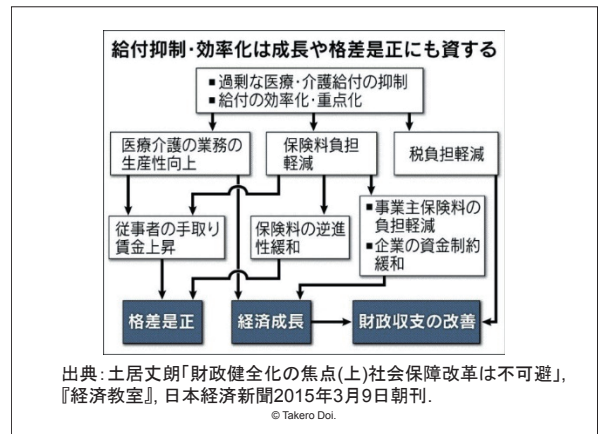 給付抑制・効率化は成長や格差是正にも資する
■過剰な医療・介護給付の抑制
■給付の効率化・重点化
医療介護の業務の
生産性向上
保険料負担
軽減
税負担軽減
従事者の手取り
賃金上昇
保険料の逆進
性緩和
■事業主保険料の
負担軽減
■企業の資金制約
緩和
格差是正
経済成長
財政収支の改善
出典:土居丈朗「財政健全化の焦点(上)社会保障改革は不可避」,
『経済教室』, 日本経済新聞2015年3月9日朝刊.
© Takero Doi.